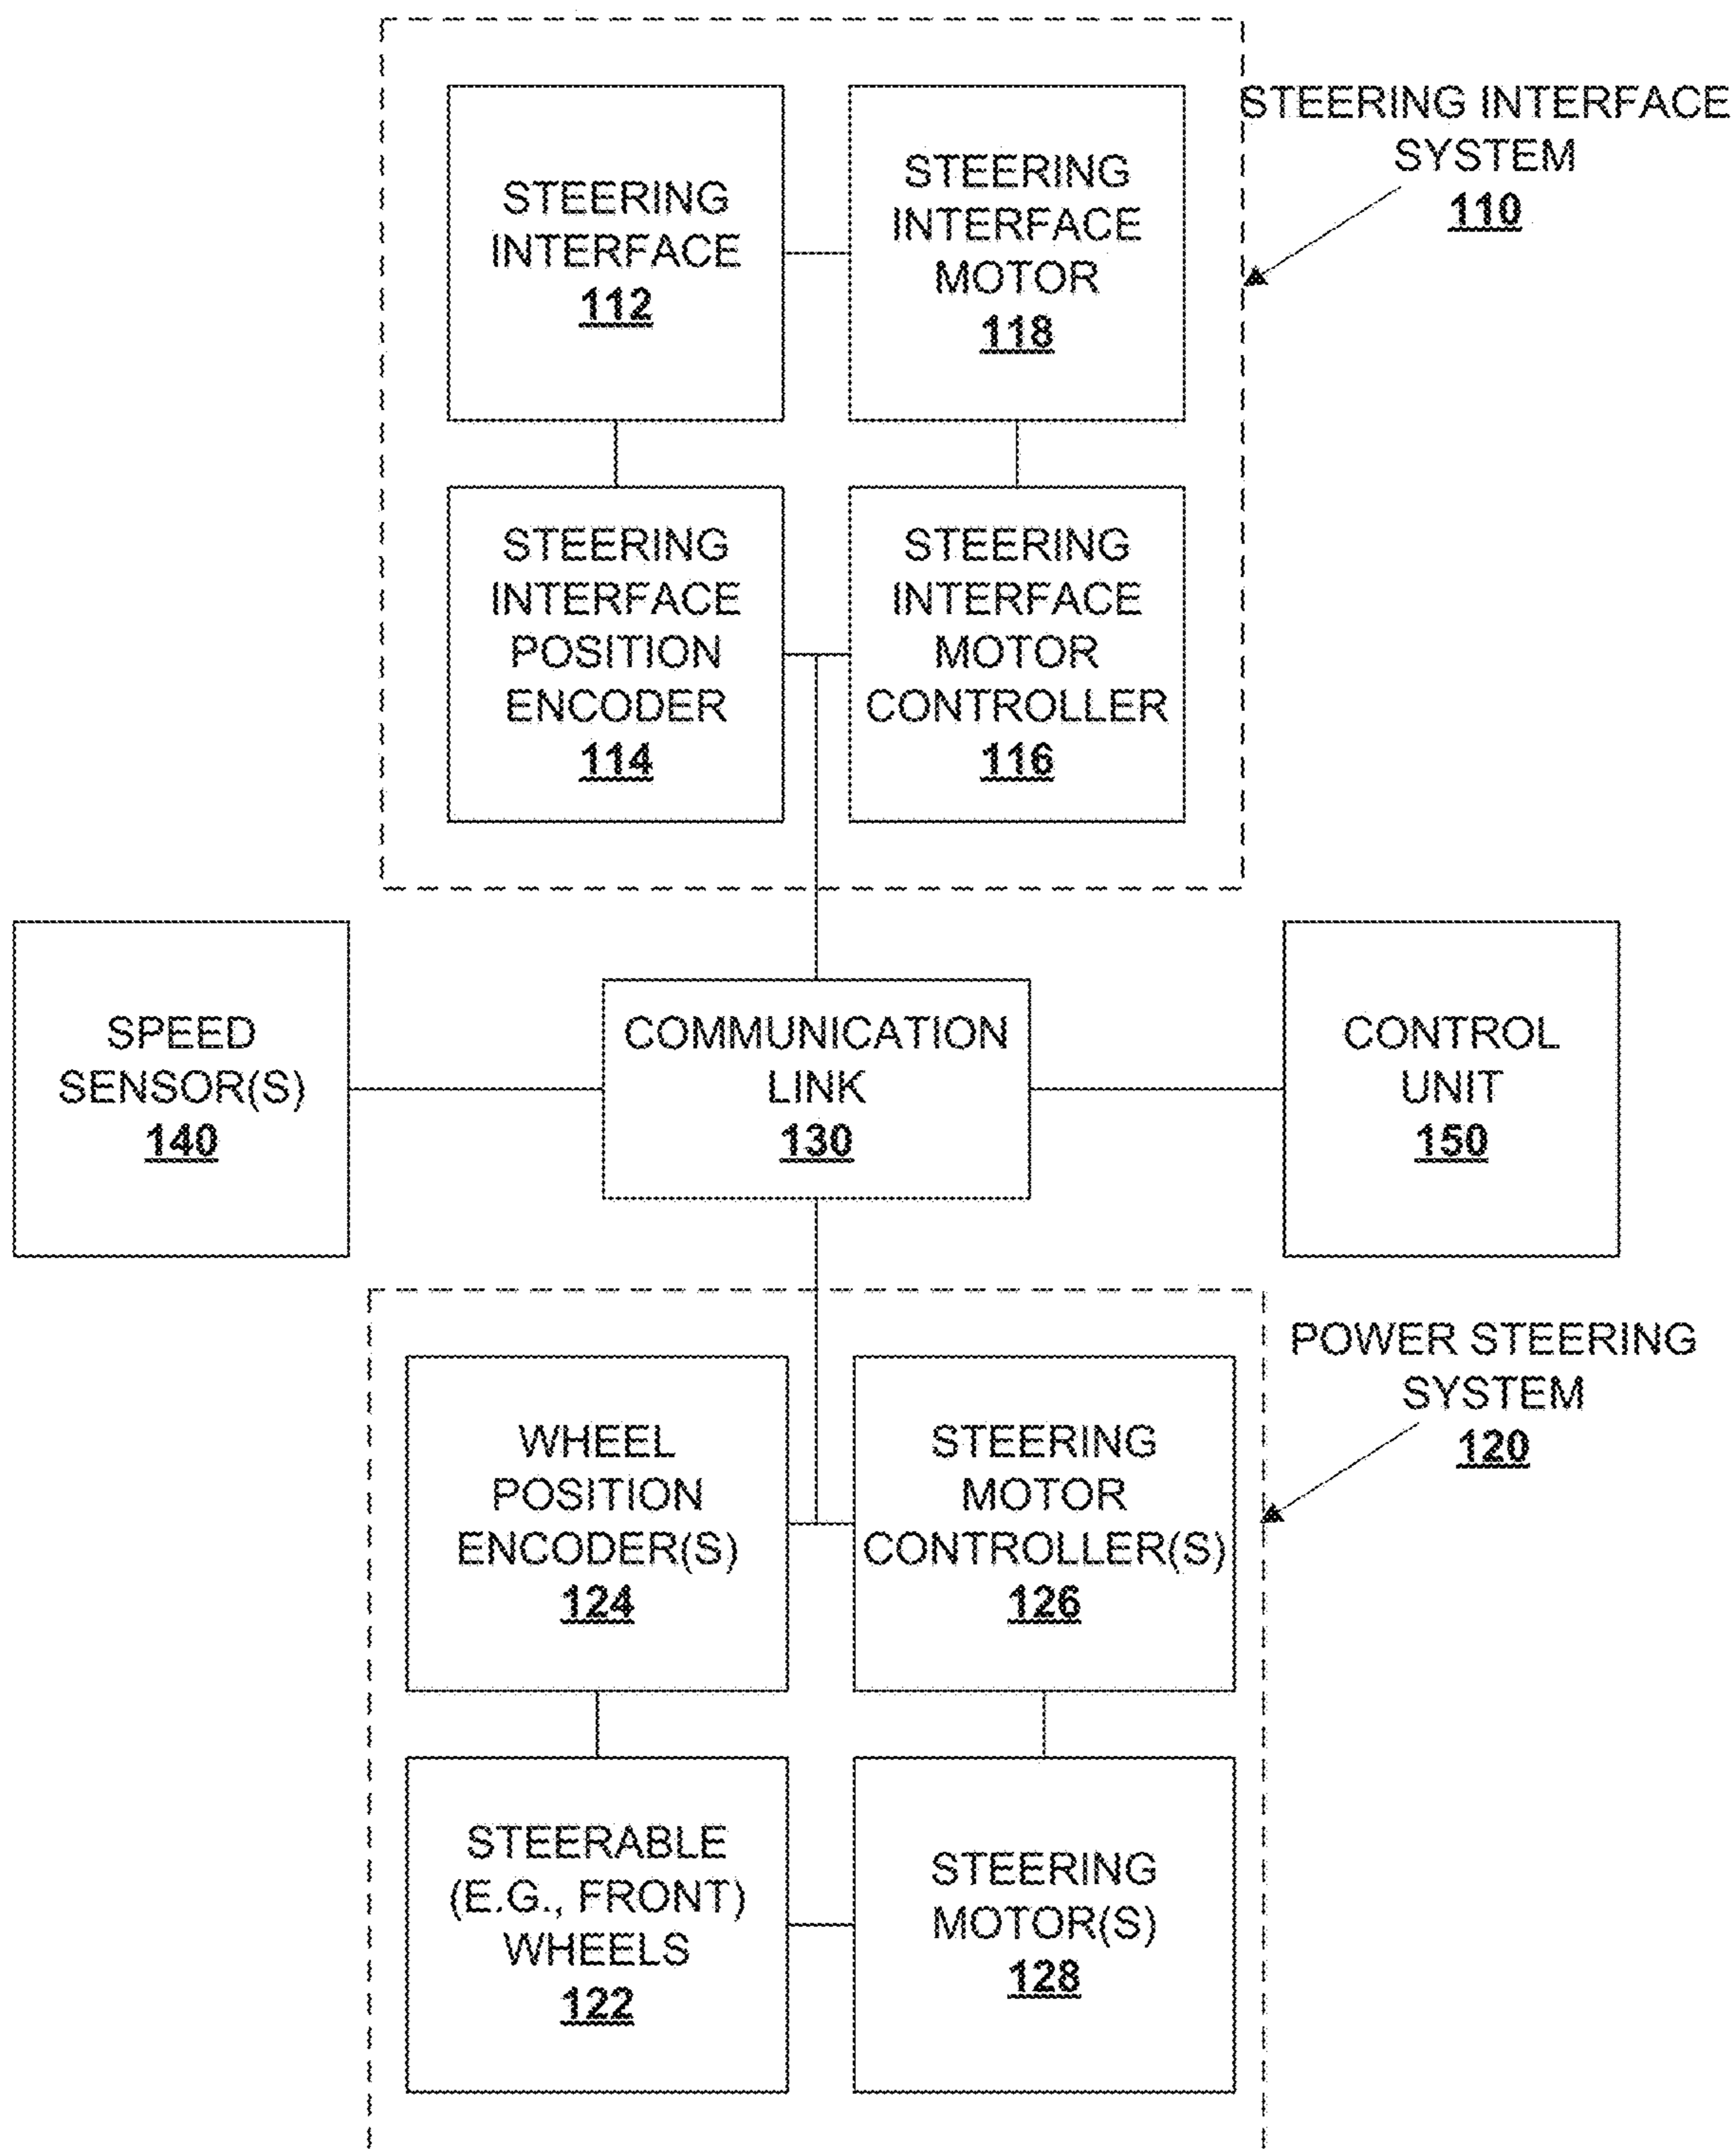 STEERING INTERFACE
SYSTEM
110
STEERING
INTERFACE
112
STEERING
INTERFACE
MOTOR
118
STEERING
INTERFACE
POSITION
ENCODER
114
STEERING
INTERFACE
MOTOR
CONTROLLER
116
SPEED
SENSOR(S)
140
COMMUNICATION
LINK
130
CONTROL
UNIT
150
POWER STEERING
SYSTEM
120
WHEEL
POSITION
ENCODER(S)
124
STEERING
MOTOR
CONTROLLER(S)
126
STEERABLE
(E.G., FRONT)
WHEELS
122
STEERING
MOTOR(S)
128